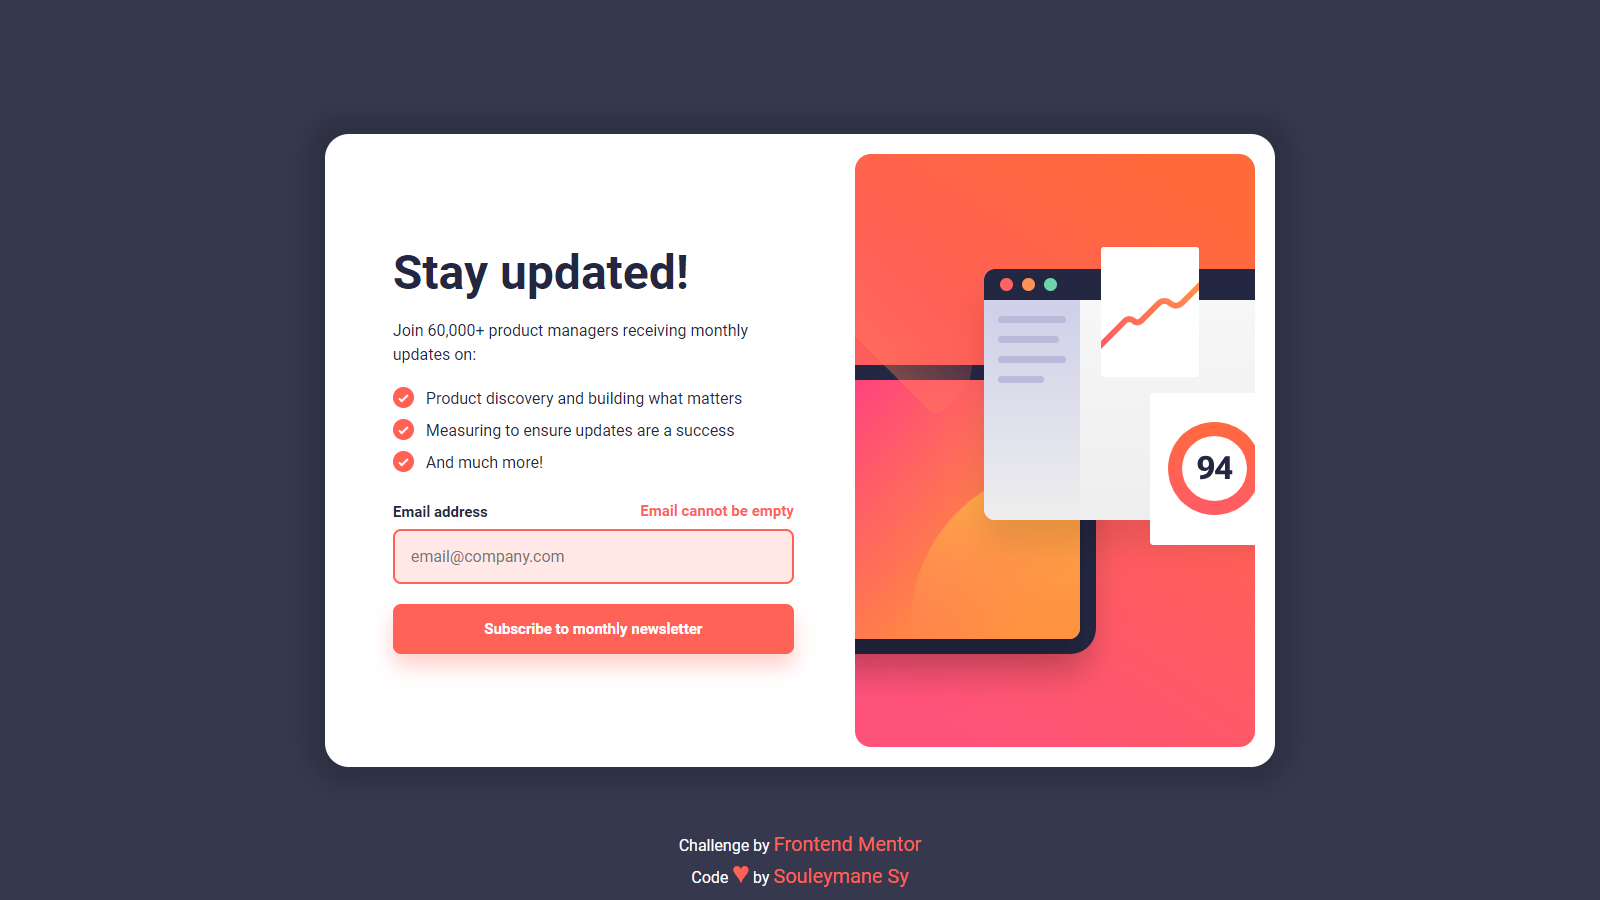 Stay updated!
Join 60,000+ product managers receiving monthly
updates on:
Product discovery and building what matters
Measuring to ensure updates are a success
And much more!
Email address
Email cannot be empty
email@company.com
Subscribe to monthly newsletter
94
Challenge by Frontend Mentor
Code ♥ by Souleymane Sy